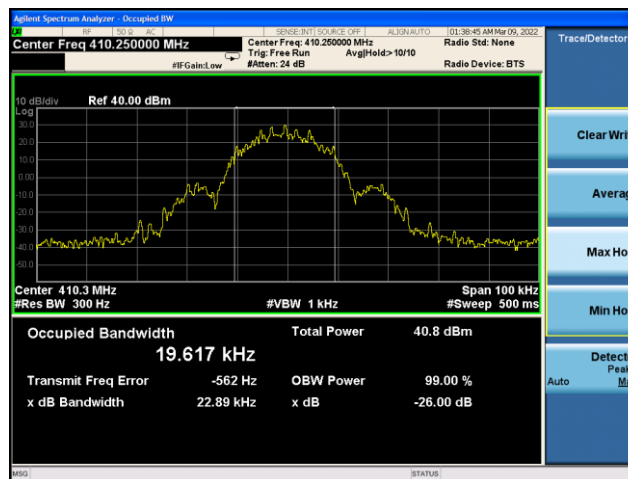 Agilent Spectrum Analyzer - Occupied BW
RF 50 Ω AC SENSE:INT SOURCE OFF ALIGN AUTO 01:38:45 AM Mar 09, 2022
Center Freq 410.250000 MHz
Center Freq: 410.250000 MHz
Radio Std: None
Trig: Free Run Avg|Hold:> 10/10
#IFGain:Low #Atten: 24 dB Radio Device: BTS
Trace/Detector
10 dB/div Ref 40.00 dBm
Log
30.0
20.0
10.0
0.00
-10.0
-20.0
-30.0
-40.0
-50.0
Center 410.3 MHz Span 100 kHz
#Res BW 300 Hz #VBW 1 kHz #Sweep 500 ms
Occupied Bandwidth Total Power 40.8 dBm
19.617 kHz
Transmit Freq Error -562 Hz OBW Power 99.00 %
x dB Bandwidth 22.89 kHz x dB -26.00 dB
Clear Writ
Averag
Max Ho
Min Ho
Detect
Peak
Auto Ma
MSG STATUS